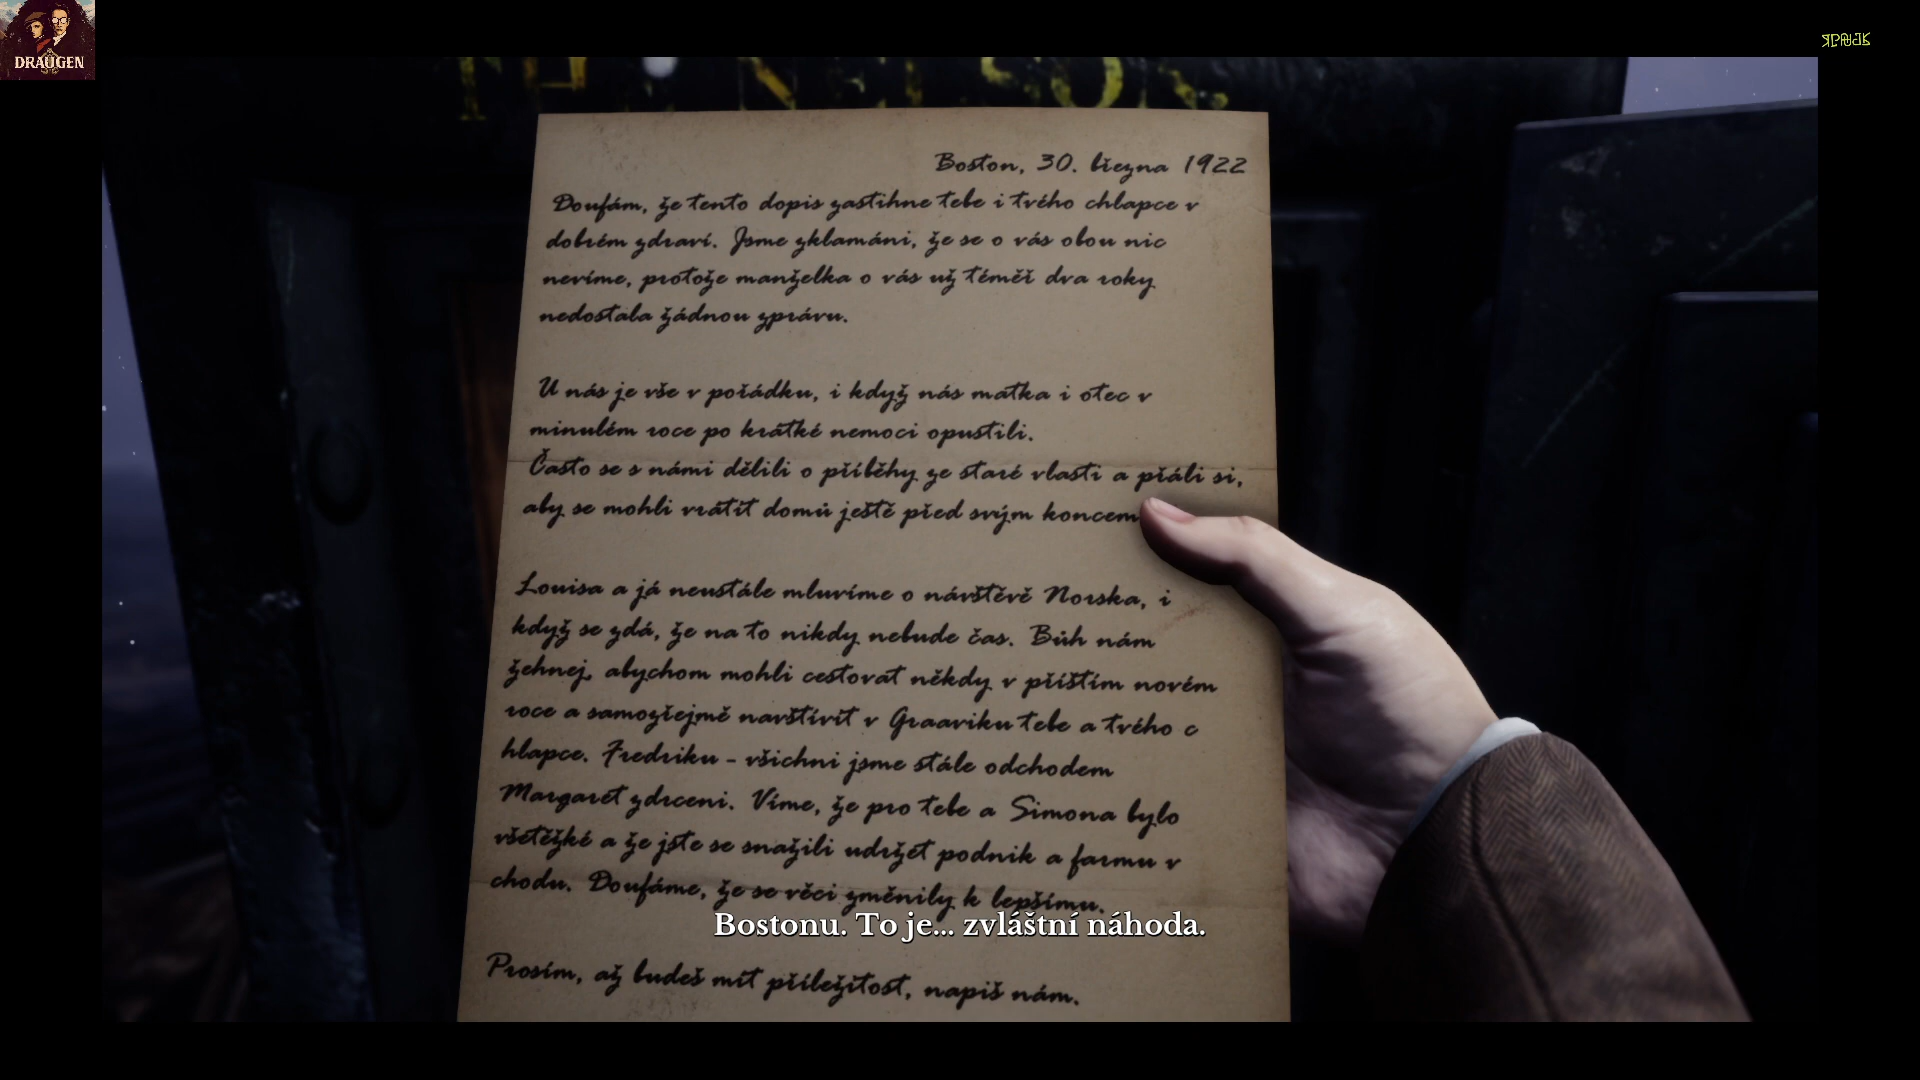 DRAUGEN
Boston, 30. března 1922
Doufám, že tento dopis zastihne tebe i tvého chlapce v
dobrém zdraví. Jsme zklamáni, že se o vás obou nic
nevíme, protože manželka o vás už téměř dva roky
nedostala žádnou zprávu.
U nás je vše v pořádku, i když nás matka i otec v
minulém roce po krátké nemoci opustili.
Často se s námi dělili o příběhy ze staré vlasti a přáli si,
aby se mohli vrátit domů ještě před svým koncem
Louisa a já neustále mluvíme o návštěvě Norska, i
když se zdá, že na to nikdy nebude čas. Bůh nám
žehnej, abychom mohli cestovat někdy v příštím novém
roce a samozřejmě navštívit v Graaviku tebe a tvého c
hlapce. Fredriku - všichni jsme stále odchodem
Margaret zdrceni. Víme, že pro tebe a Simona bylo
všetěžké a že jste se snažili udržet podnik a farmu v
chodu. Doufáme, že se věci změnily k lepšímu.
Bostonu. To je... zvláštní náhoda.
Prosím, až budeš mít příležitost, napiš nám.